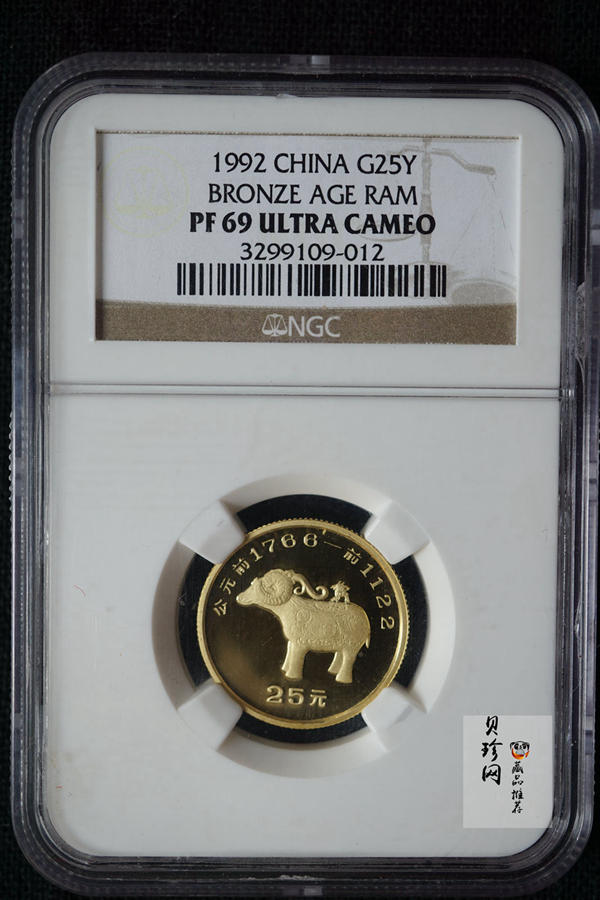 1992 CHINA G25Y
BRONZE AGE RAM
PF 69 ULTRA CAMEO
3299109-012
NGC
公元前1766—前1122
25元
贝珍网
藏品推荐